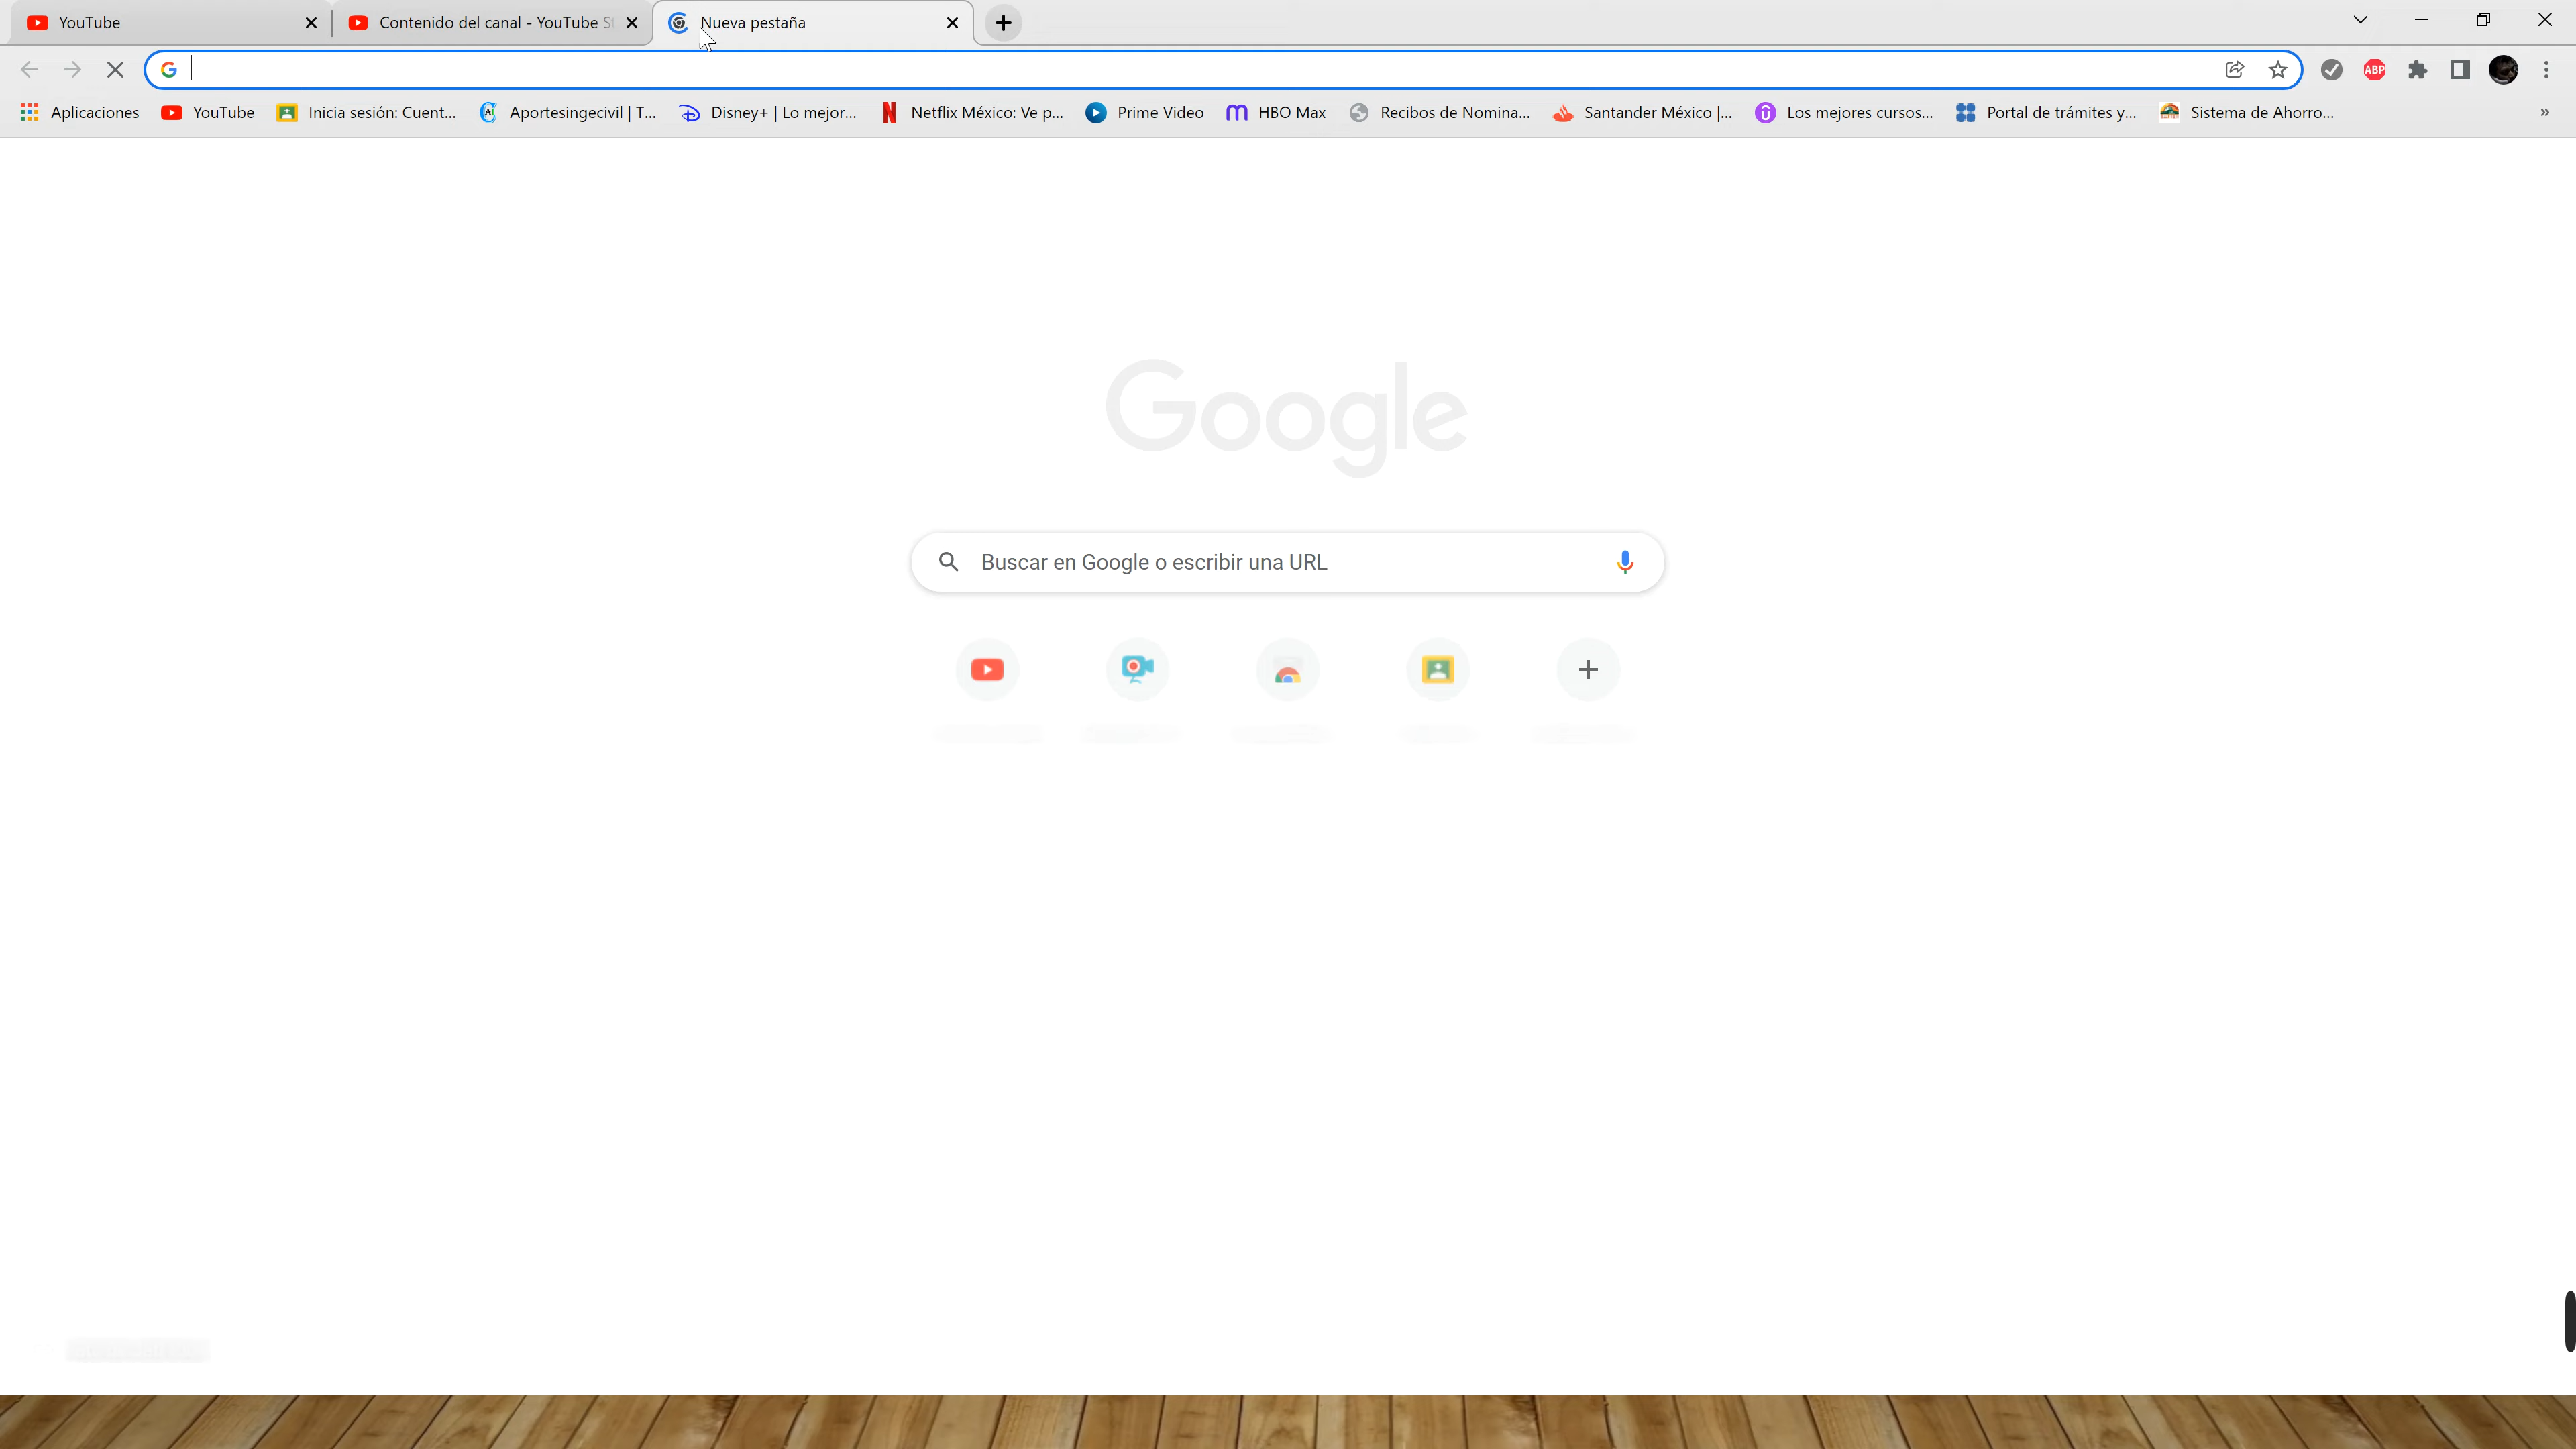 YouTube
Contenido del canal - YouTube S
Nueva pestaña
ABP
Aplicaciones
YouTube
Inicia sesión: Cuent...
Aportesingecivil | T...
Disney+ | Lo mejor...
Netflix México: Ve p...
Prime Video
HBO Max
Recibos de Nomina...
Santander México |...
Los mejores cursos...
Portal de trámites y...
Sistema de Ahorro...
Google
Buscar en Google o escribir una URL